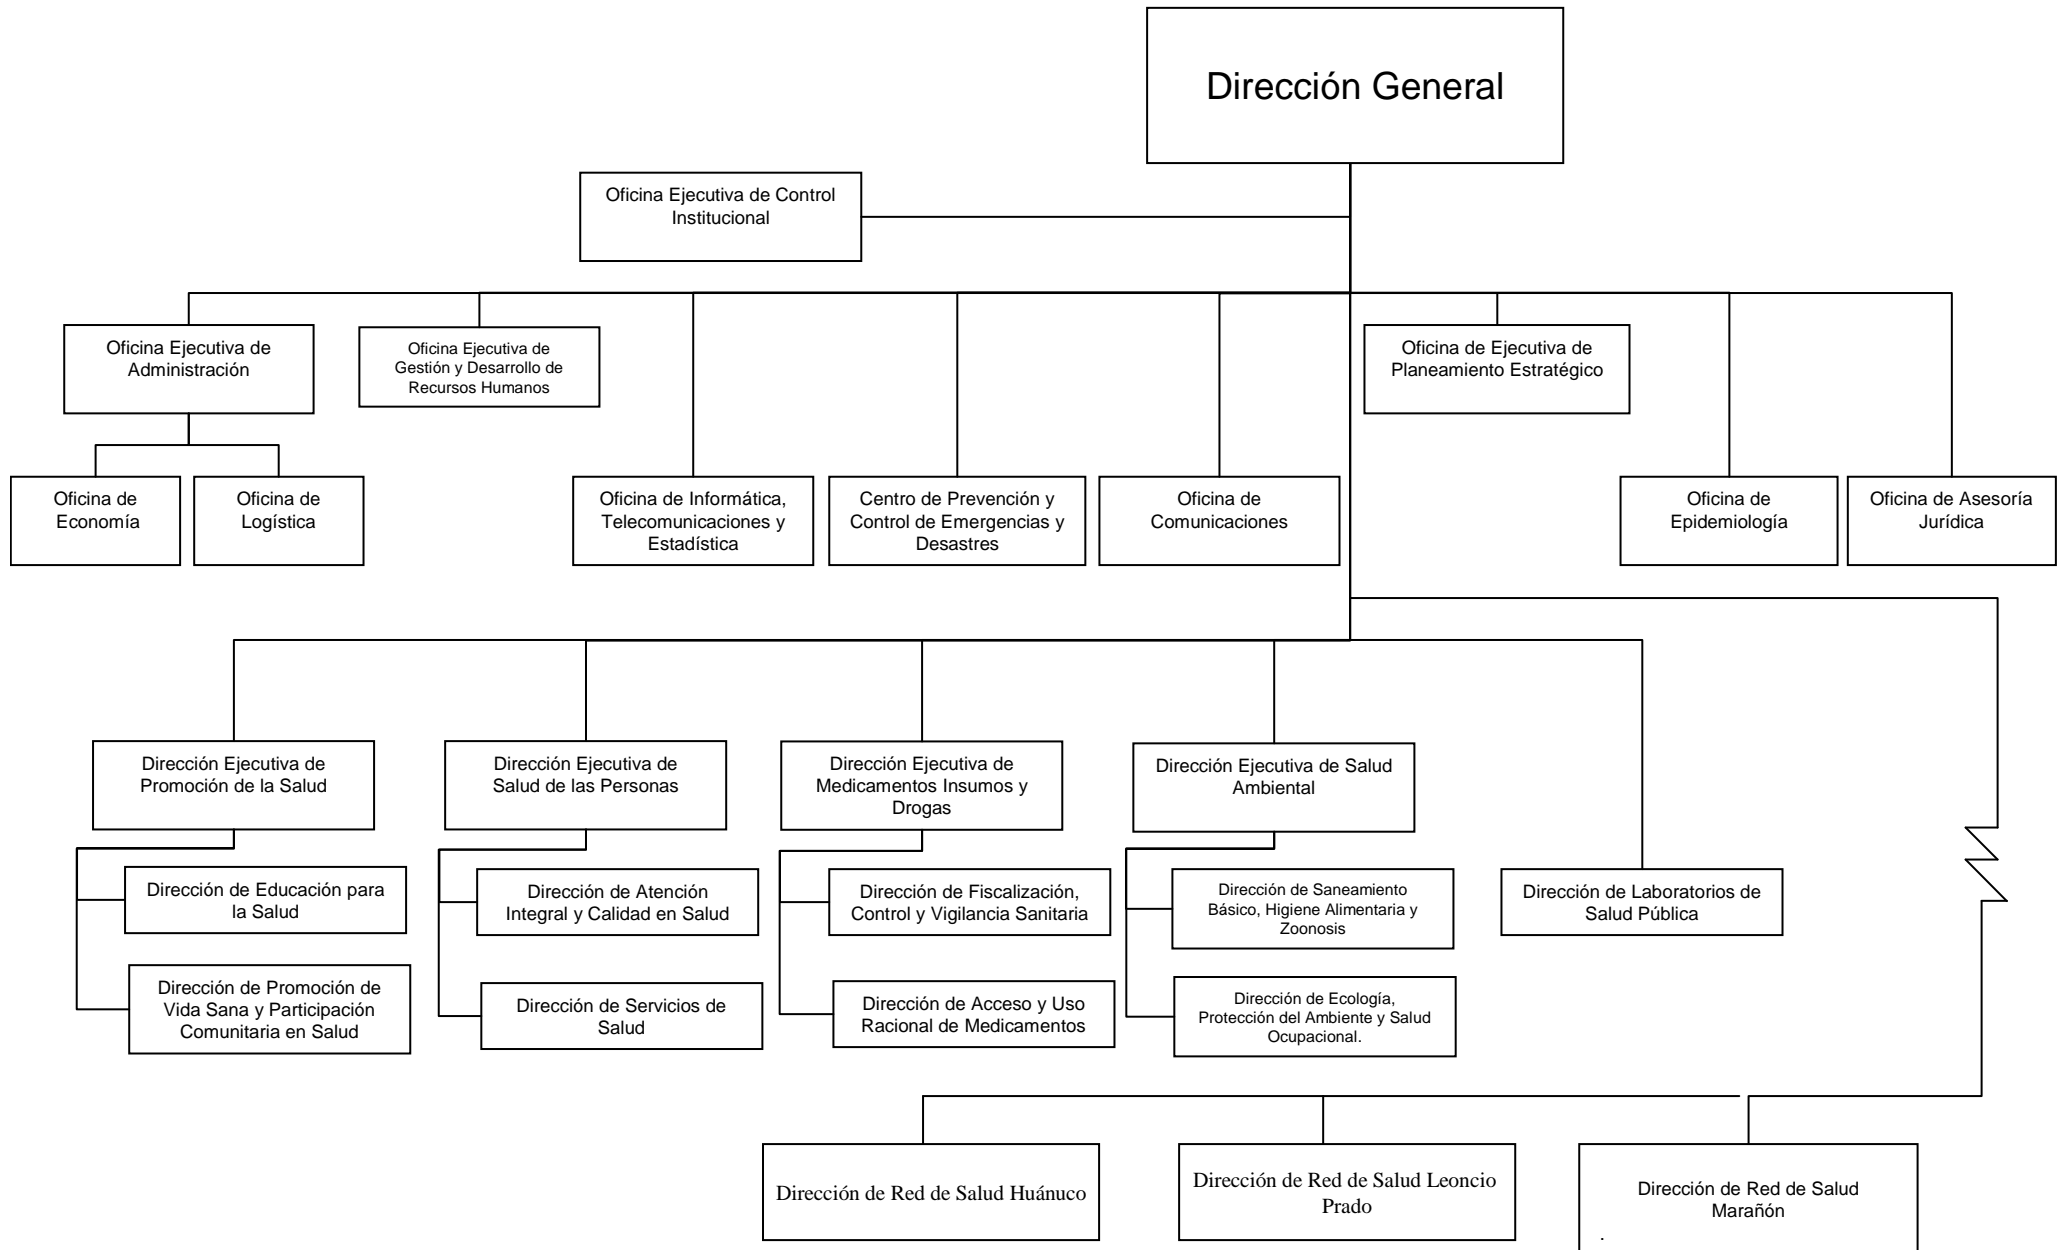 Dirección General
Oficina Ejecutiva de Control
Institucional
Oficina Ejecutiva de
Administración
Oficina Ejecutiva de
Gestión y Desarrollo de
Recursos Humanos
Oficina de Ejecutiva de
Planeamiento Estratégico
Oficina de
Economía
Oficina de
Logística
Oficina de Informática,
Telecomunicaciones y
Estadística
Centro de Prevención y
Control de Emergencias y
Desastres
Oficina de
Comunicaciones
Oficina de
Epidemiología
Oficina de Asesoría
Jurídica
Dirección Ejecutiva de
Promoción de la Salud
Dirección Ejecutiva de
Salud de las Personas
Dirección Ejecutiva de
Medicamentos Insumos y
Drogas
Dirección Ejecutiva de Salud
Ambiental
Dirección de Educación para
la Salud
Dirección de Atención
Integral y Calidad en Salud
Dirección de Fiscalización,
Control y Vigilancia Sanitaria
Dirección de Saneamiento
Básico, Higiene Alimentaria y
Zoonosis
Dirección de Laboratorios de
Salud Pública
Dirección de Promoción de
Vida Sana y Participación
Comunitaria en Salud
Dirección de Servicios de
Salud
Dirección de Acceso y Uso
Racional de Medicamentos
Dirección de Ecología,
Protección del Ambiente y Salud
Ocupacional.
Dirección de Red de Salud Huánuco
Dirección de Red de Salud Leoncio
Prado
Dirección de Red de Salud
Marañón
.